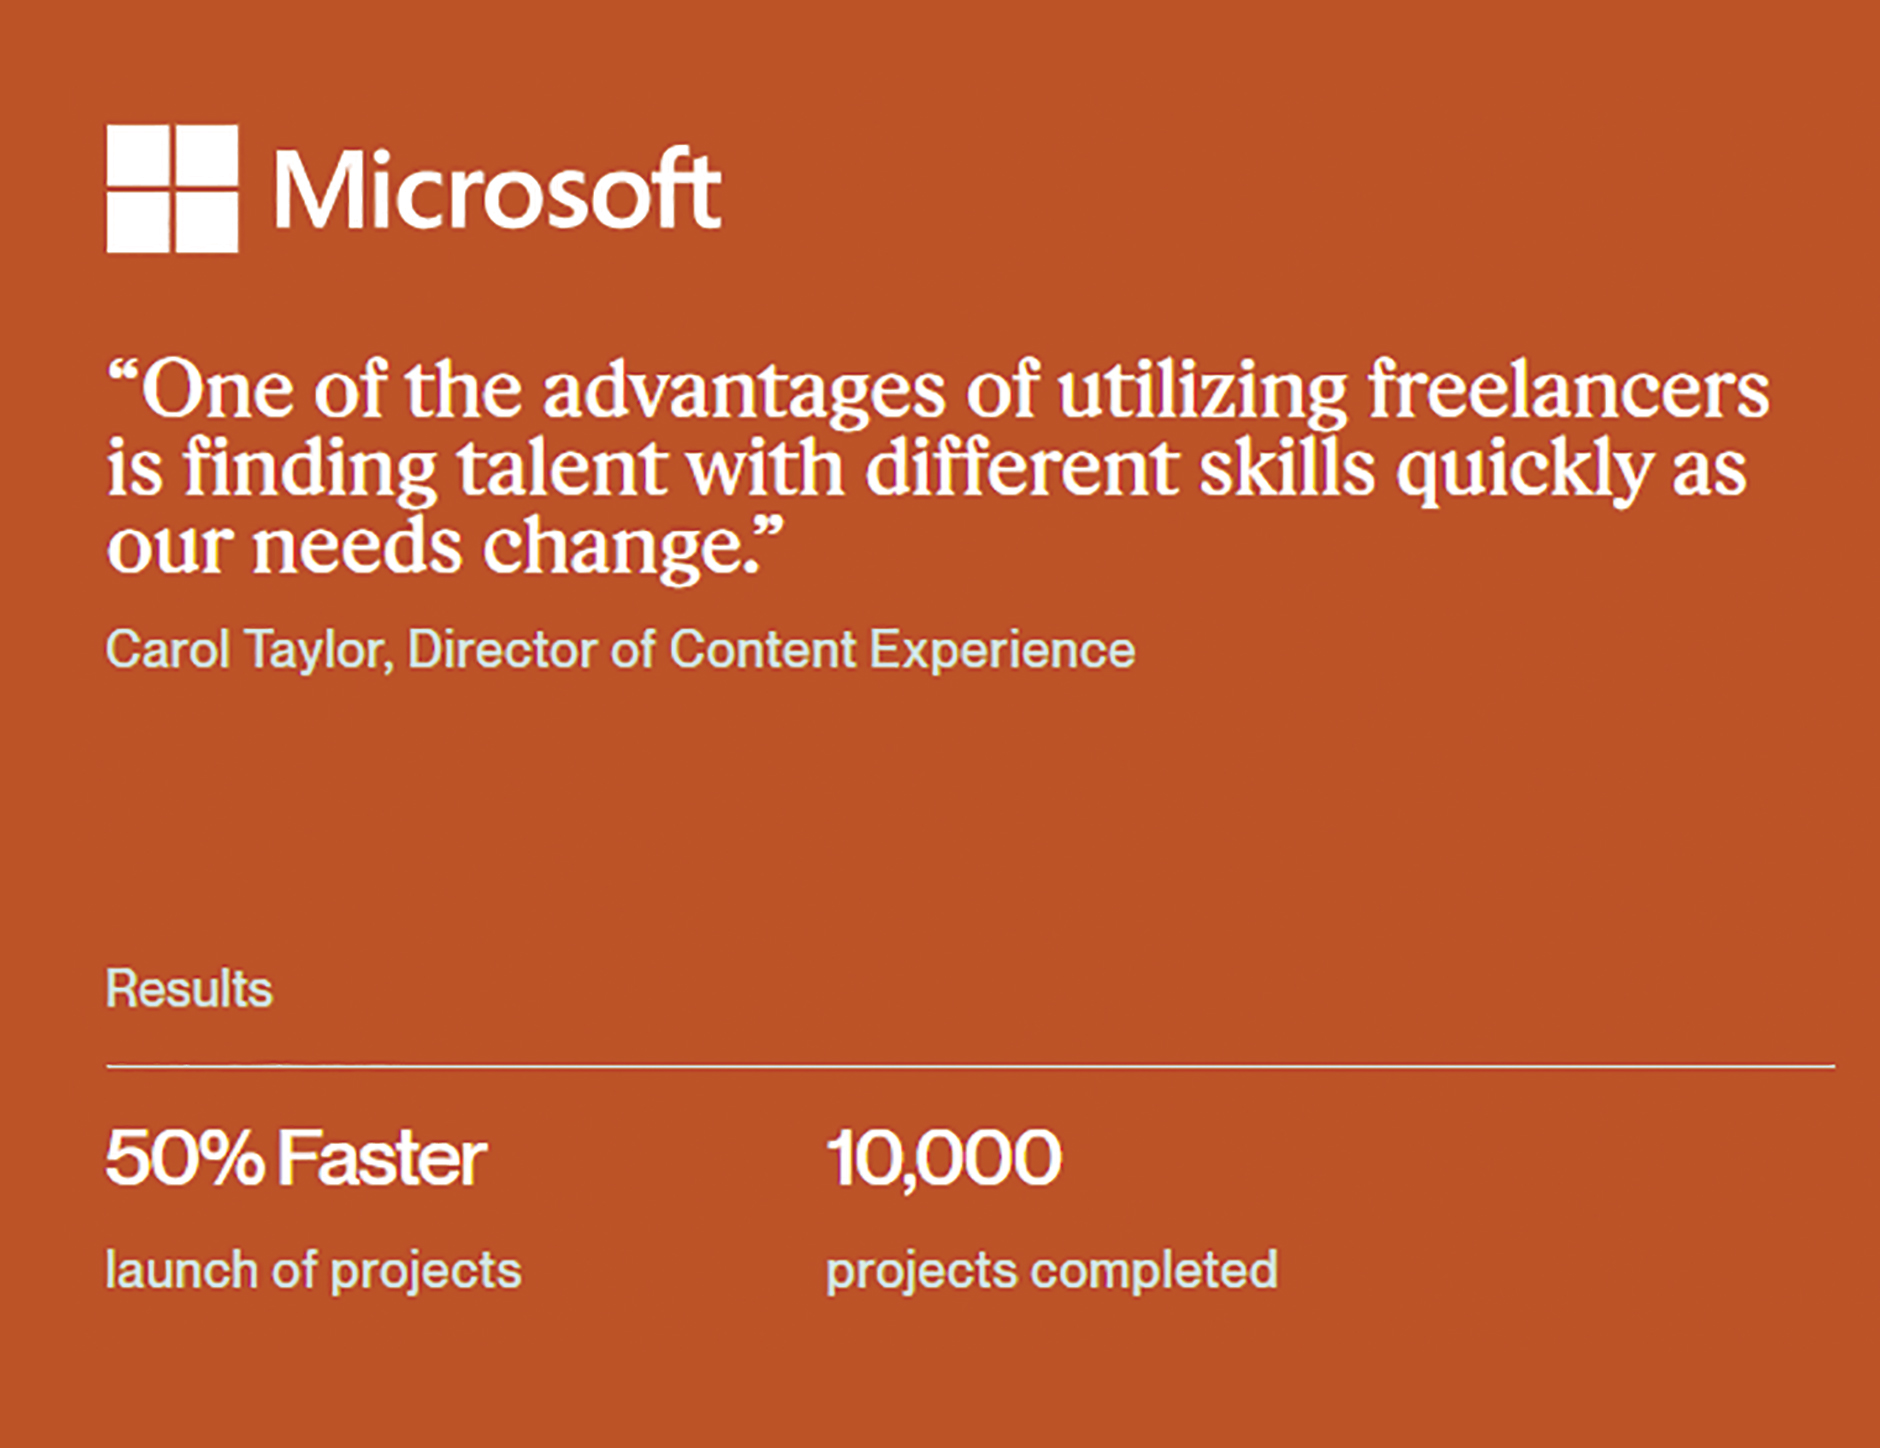 Microsoft
“One of the advantages of utilizing freelancers
is finding talent with different skills quickly as
our needs change.”
Carol Taylor, Director of Content Experience
Results
50% Faster
launch of projects
10,000
projects completed